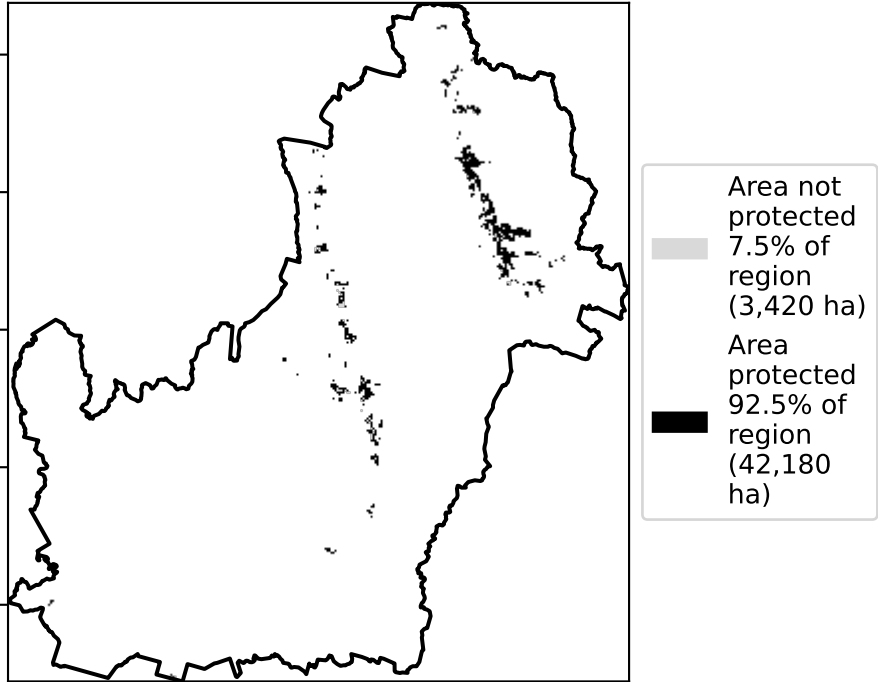 Area not
protected
7.5% of
region
(3,420 ha)
Area
protected
92.5% of
region
(42,180
ha)